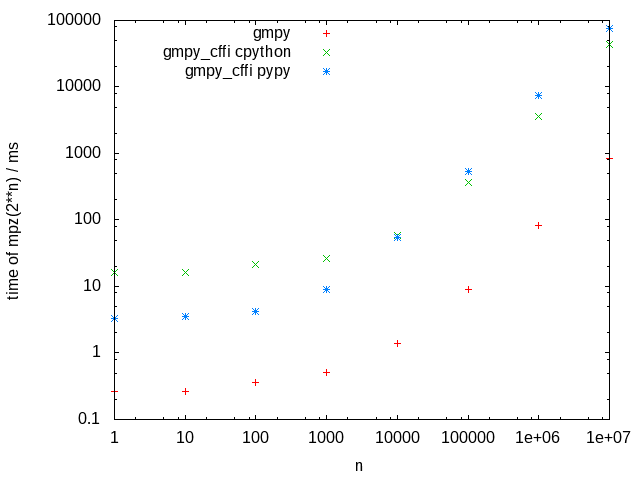 100000
10000
1000
100
10
1
0.1
time of mpz(2**n) / ms
gmpy
gmpy_cffi cpython
gmpy_cffi pypy
1 10 100 1000 10000 100000 1e+06 1e+07
n